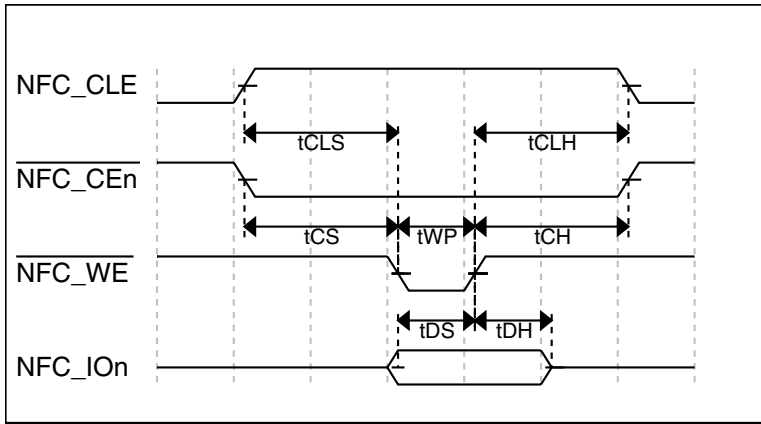 NFC_CLE
tCLS tCLH
NFC_CEn
tCS tWP tCH
NFC_WE
tDS tDH
NFC_IOn